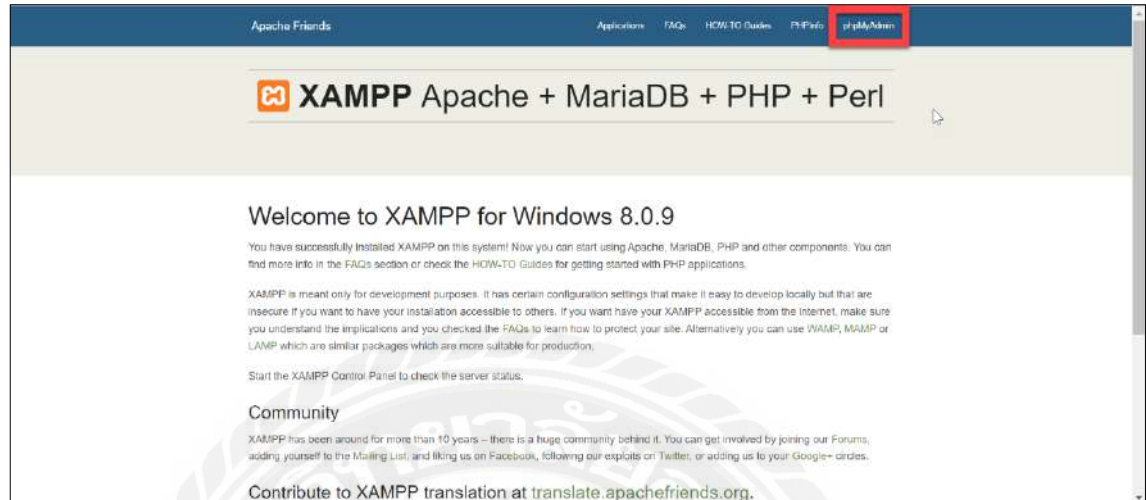 Apache Friends
Applications FAQs HOW-TO Guides PHPInfo phpMyAdmin
XAMPP Apache + MariaDB + PHP + Perl
Welcome to XAMPP for Windows 8.0.9
You have successfully installed XAMPP on this system! Now you can start using Apache, MariaDB, PHP and other components. You can
find more info in the FAQs section or check the HOW-TO Guides for getting started with PHP applications.
XAMPP is meant only for development purposes. It has certain configuration settings that make it easy to develop locally but that are
insecure if you want to have your installation accessible to others. If you want have your XAMPP accessible from the internet, make sure
you understand the implications and you checked the FAQs to learn how to protect your site. Alternatively you can use WAMP, MAMP or
LAMP which are similar packages which are more suitable for production.
Start the XAMPP Control Panel to check the server status.
Community
XAMPP has been around for more than 10 years – there is a huge community behind it. You can get involved by joining our Forums,
adding yourself to the Mailing List, and liking us on Facebook, following our exploits on Twitter, or adding us to your Google+ circles.
Contribute to XAMPP translation at translate.apachefriends.org.